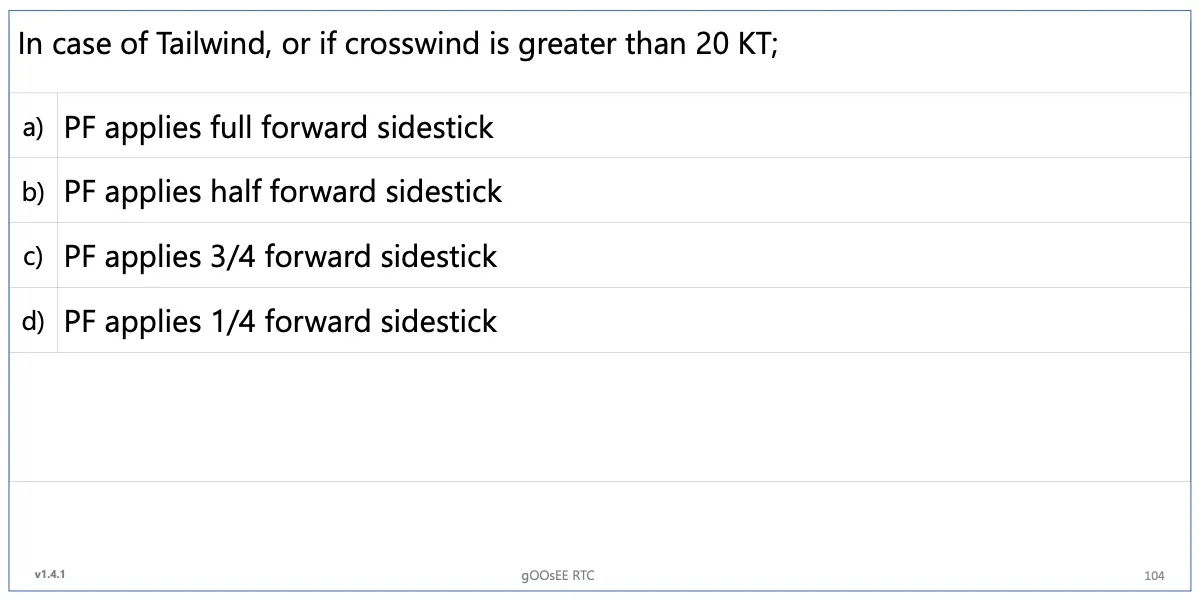 In case of Tailwind, or if crosswind is greater than 20 KT;
a) PF applies full forward sidestick
b) PF applies half forward sidestick
c) PF applies 3/4 forward sidestick
d) PF applies 1/4 forward sidestick
v1.4.1 gOOsEE RTC 104